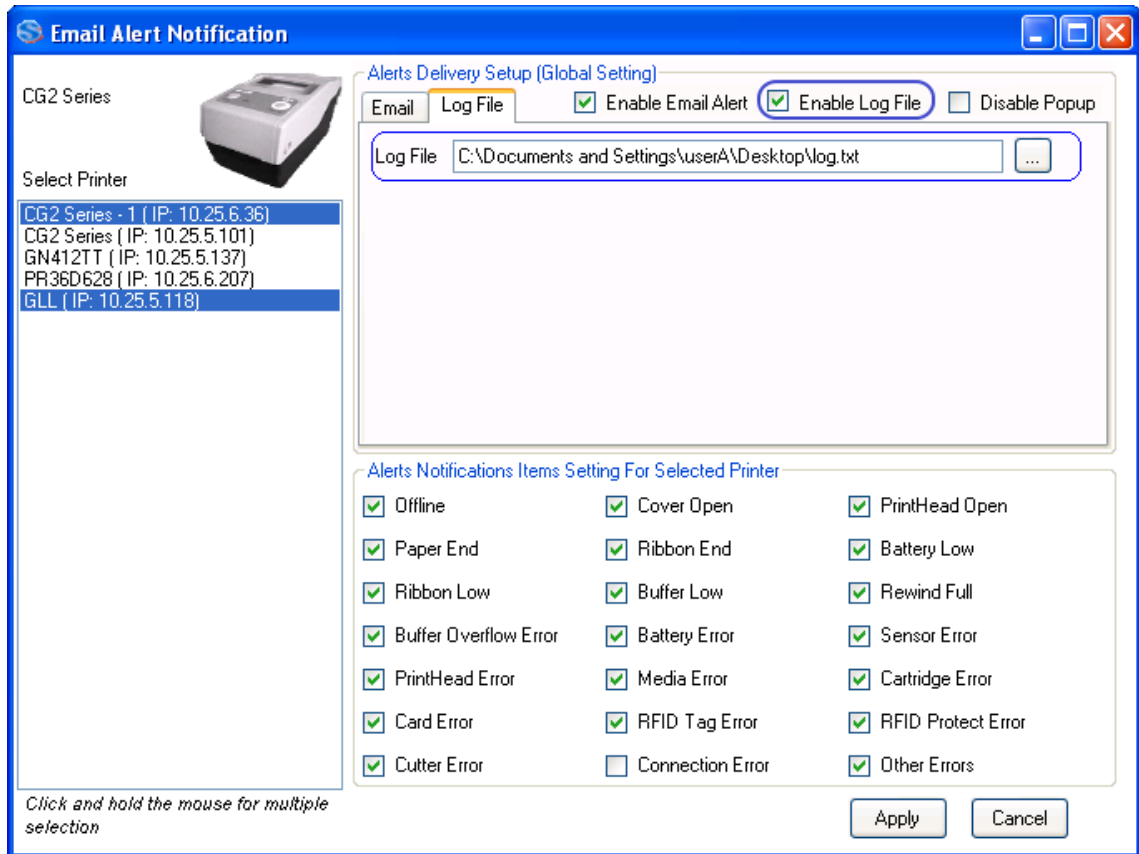 Email Alert Notification
CG2 Series
Select Printer
CG2 Series - 1 ( IP: 10.25.6.36)
CG2 Series ( IP: 10.25.5.101)
GN412TT ( IP: 10.25.5.137)
PR36D628 ( IP: 10.25.6.207)
GLL ( IP: 10.25.5.118)
Click and hold the mouse for multiple
selection
Alerts Delivery Setup (Global Setting)
Email Log File Enable Email Alert Enable Log File Disable Popup
Log File C:\Documents and Settings\userA\Desktop\log.txt ...
Alerts Notifications Items Setting For Selected Printer
Offline Cover Open PrintHead Open
Paper End Ribbon End Battery Low
Ribbon Low Buffer Low Rewind Full
Buffer Overflow Error Battery Error Sensor Error
PrintHead Error Media Error Cartridge Error
Card Error RFID Tag Error RFID Protect Error
Cutter Error Connection Error Other Errors
Apply Cancel